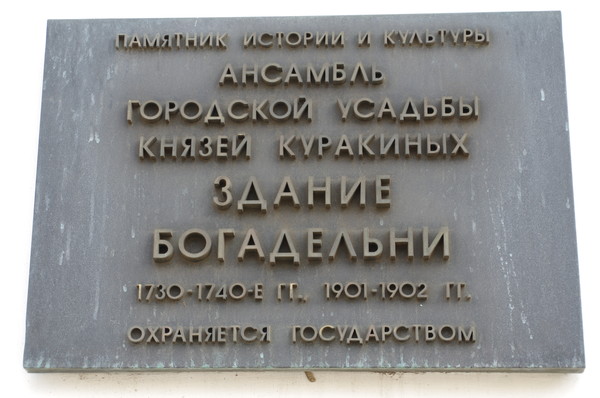 ПАМЯТНИК ИСТОРИИ И КУЛЬТУРЫ
АНСАМБЛЬ
ГОРОДСКОЙ УСАДЬБЫ
КНЯЗЕЙ КУРАКИНЫХ
ЗДАНИЕ
БОГАДЕЛЬНИ
1730-1740-Е ГГ., 1901-1902 ГГ.
ОХРАНЯЕТСЯ ГОСУДАРСТВОМ